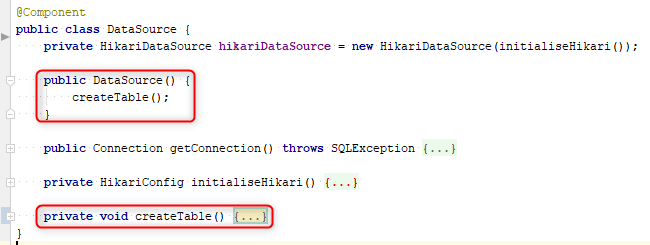 @Component
public class DataSource {
private HikariDataSource hikariDataSource = new HikariDataSource(initialiseHikari());
public DataSource() {
createTable();
}
public Connection getConnection() throws SQLException {...}
private HikariConfig initialiseHikari() {...}
private void createTable() {...}
}